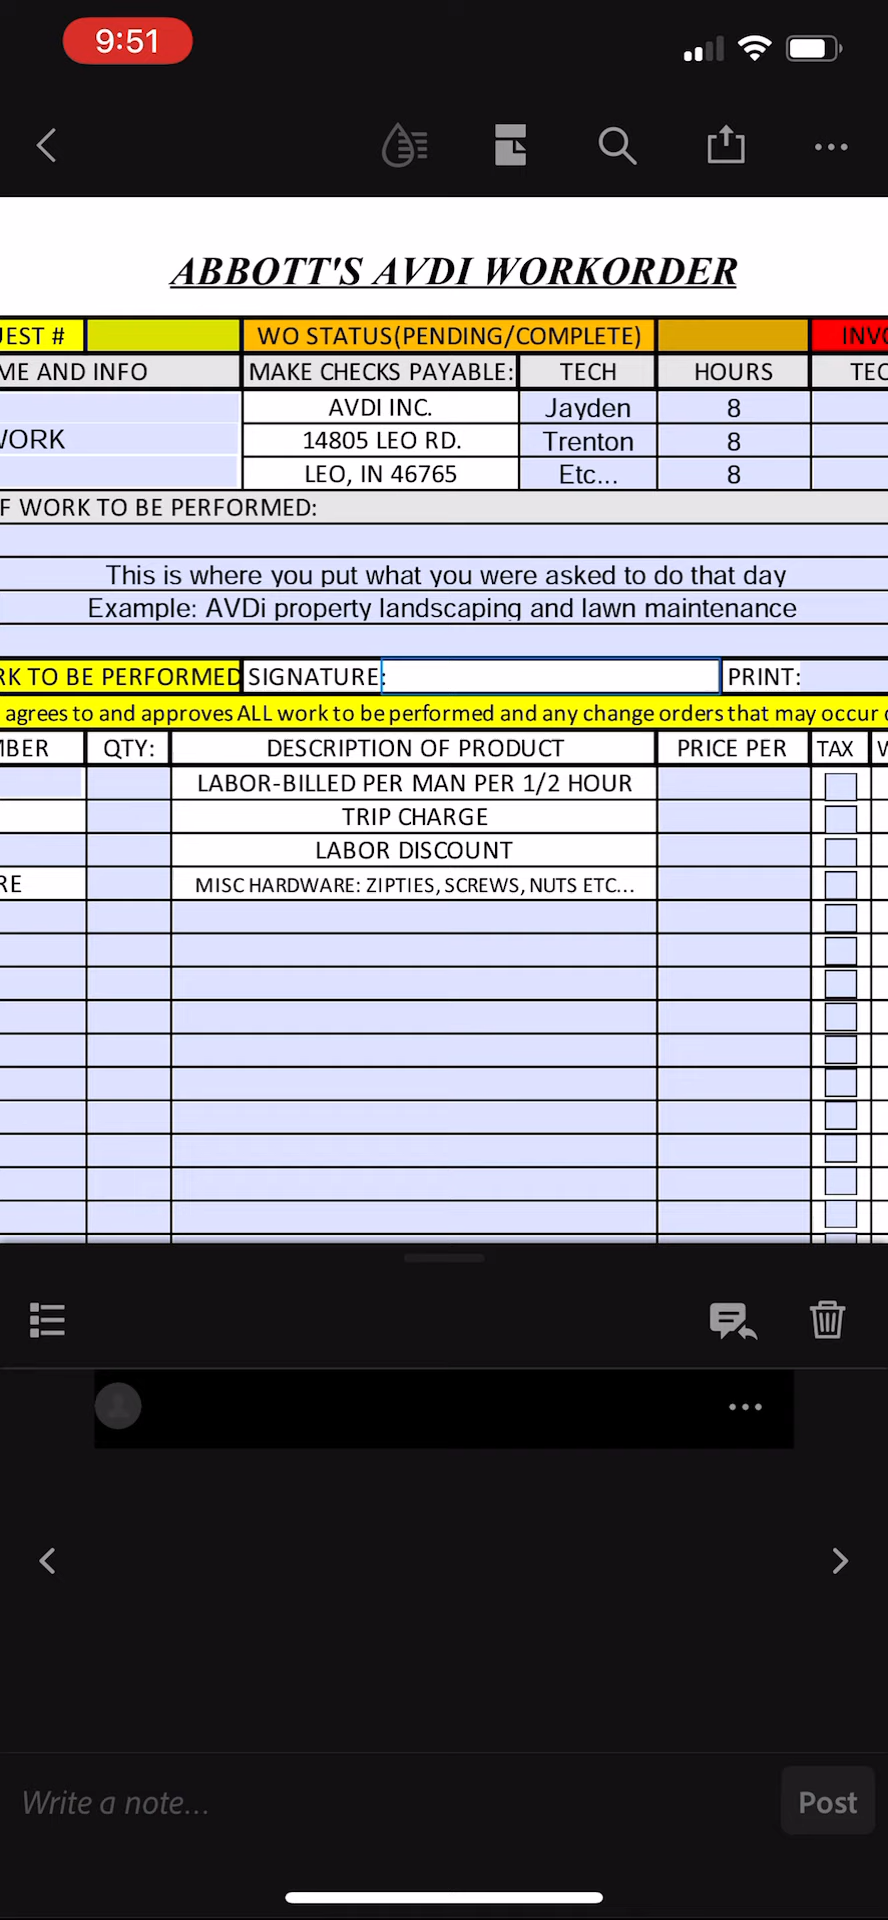 9:51
ABBOTT'S AVDI WORKORDER
EST # WO STATUS(PENDING/COMPLETE) INVO
ME AND INFO MAKE CHECKS PAYABLE: TECH HOURS TEC
AVDI INC. Jayden 8
WORK 14805 LEO RD. Trenton 8
LEO, IN 46765 Etc... 8
F WORK TO BE PERFORMED:
This is where you put what you were asked to do that day
Example: AVDi property landscaping and lawn maintenance
RK TO BE PERFORMED SIGNATURE: PRINT:
agrees to and approves ALL work to be performed and any change orders that may occur
MBER QTY: DESCRIPTION OF PRODUCT PRICE PER TAX
LABOR-BILLED PER MAN PER 1/2 HOUR
TRIP CHARGE
LABOR DISCOUNT
RE MISC HARDWARE: ZIPTIES, SCREWS, NUTS ETC...
Write a note...
Post